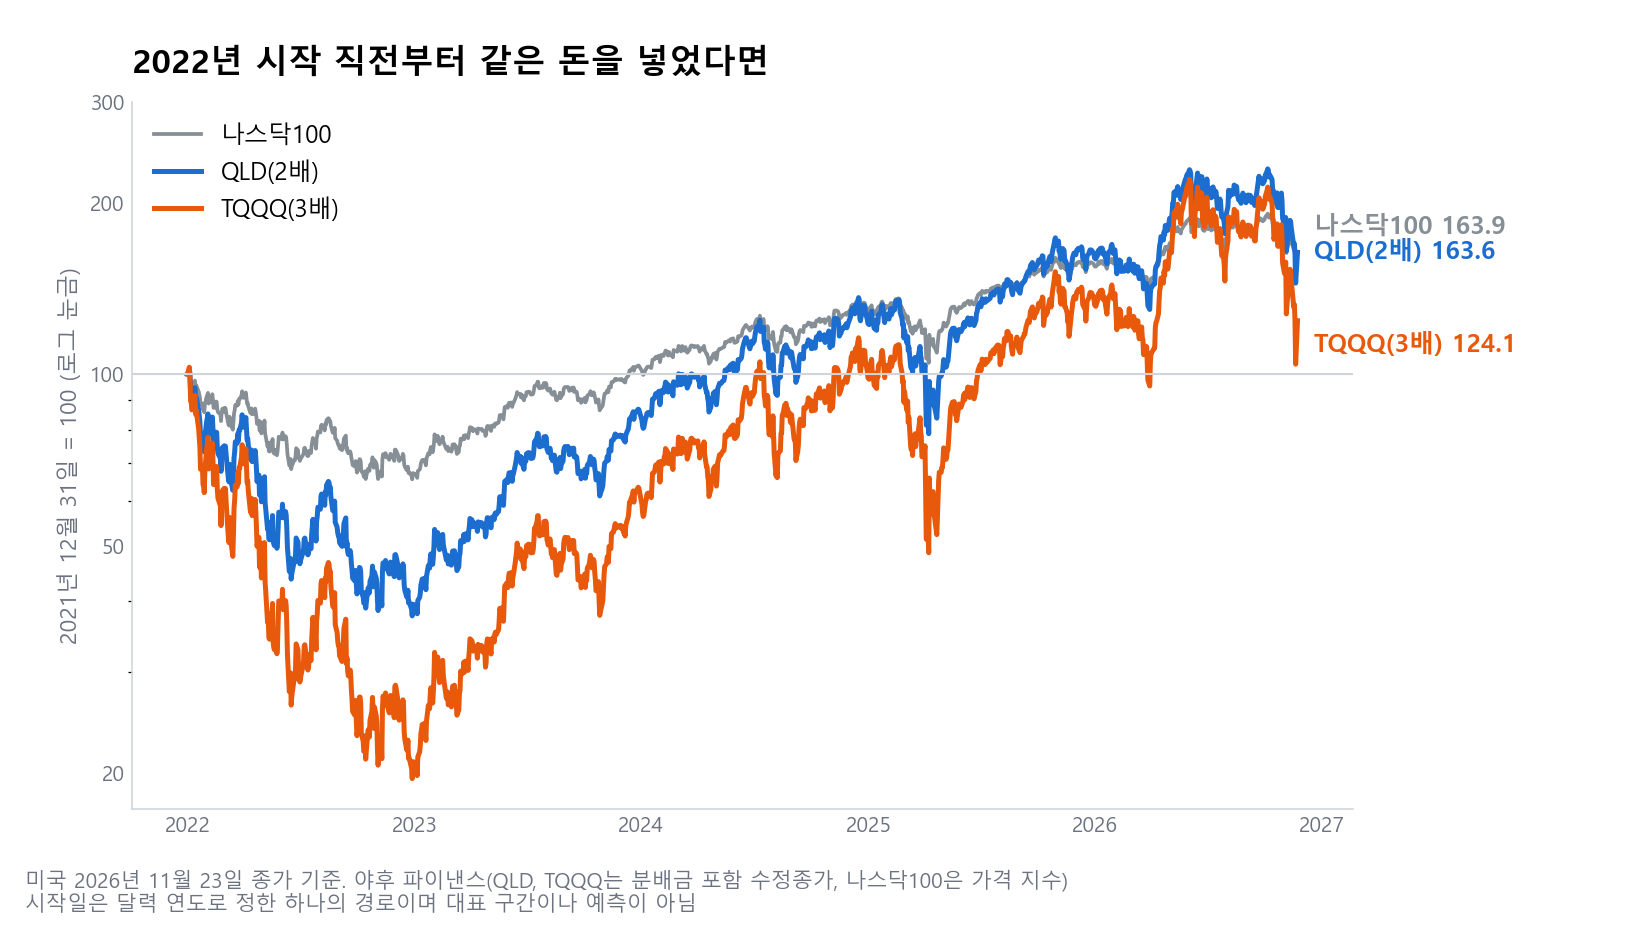 2022년 시작 직전부터 같은 돈을 넣었다면
나스닥100
QLD(2배)
TQQQ(3배)
2021년 12월 31일 = 100 (로그 눈금)
300
200
100
50
20
나스닥100 163.9
QLD(2배) 163.6
TQQQ(3배) 124.1
2022 2023 2024 2025 2026 2027
미국 2026년 11월 23일 종가 기준. 야후 파이낸스(QLD, TQQQ는 분배금 포함 수정종가, 나스닥100은 가격 지수)
시작일은 달력 연도로 정한 하나의 경로이며 대표 구간이나 예측이 아님